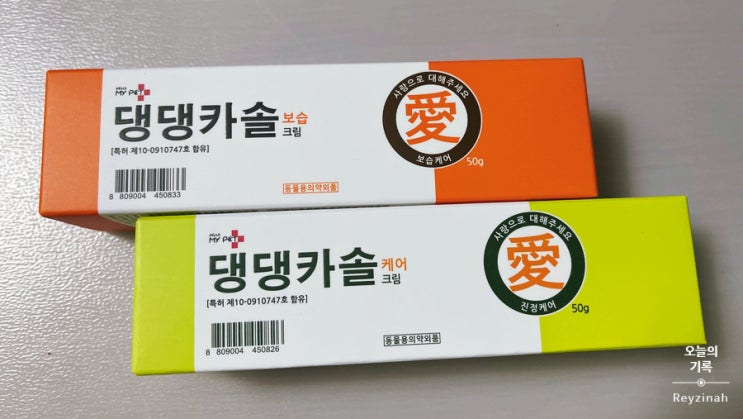 MY PET
댕댕카솔 보습
크림
[특허 제10-0910747호 함유]
8 809004 450833
동물용의약외품
사랑으로 대해주세요
愛
보습케어
50g
MY PET
댕댕카솔 케어
크림
[특허 제10-0910747호 함유]
8 809004 450826
동물용의약외품
사랑으로 대해주세요
愛
진정케어
50g
오늘의
기록
Reyzinah